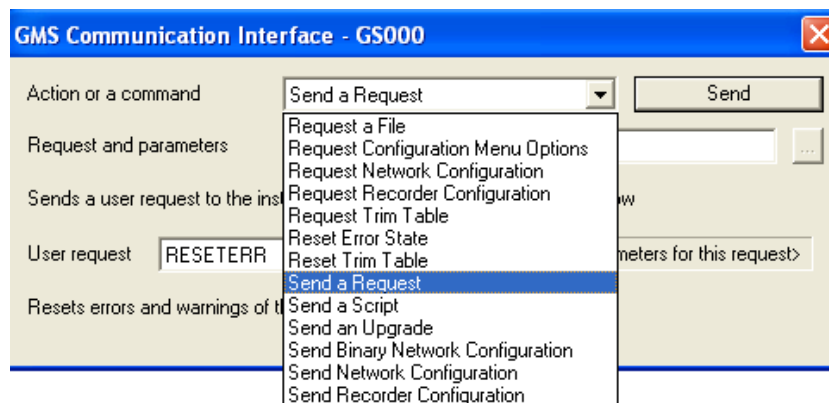 GMS Communication Interface - GS000
Action or a command
Send a Request
Send
Request and parameters
...
Request a File
Request Configuration Menu Options
Request Network Configuration
Request Recorder Configuration
Request Trim Table
Reset Error State
Reset Trim Table
Send a Request
Send a Script
Send an Upgrade
Send Binary Network Configuration
Send Network Configuration
Send Recorder Configuration
Sends a user request to the
User request
RESETERR
for this request>
Resets errors and warnings of